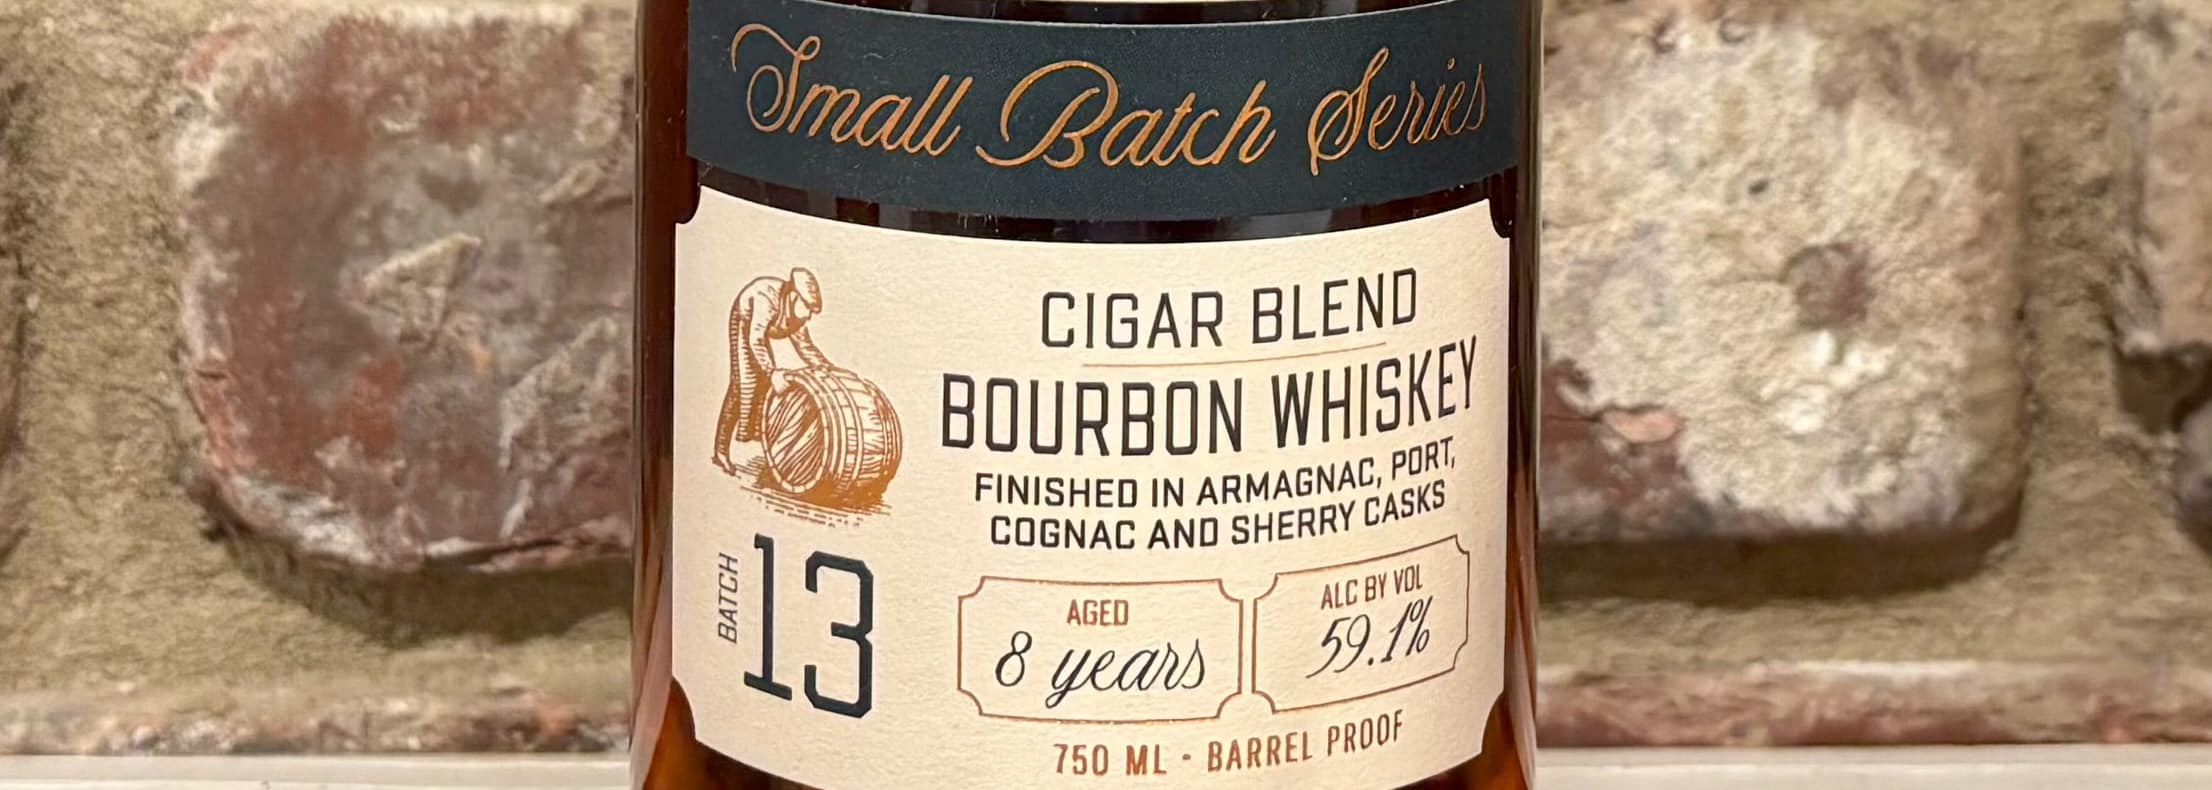 Small Batch Series
CIGAR BLEND
BOURBON WHISKEY
FINISHED IN ARMAGNAC, PORT,
COGNAC AND SHERRY CASKS
BATCH 13
AGED
8 years
ALC BY VOL
59.1%
750 ML - BARREL PROOF